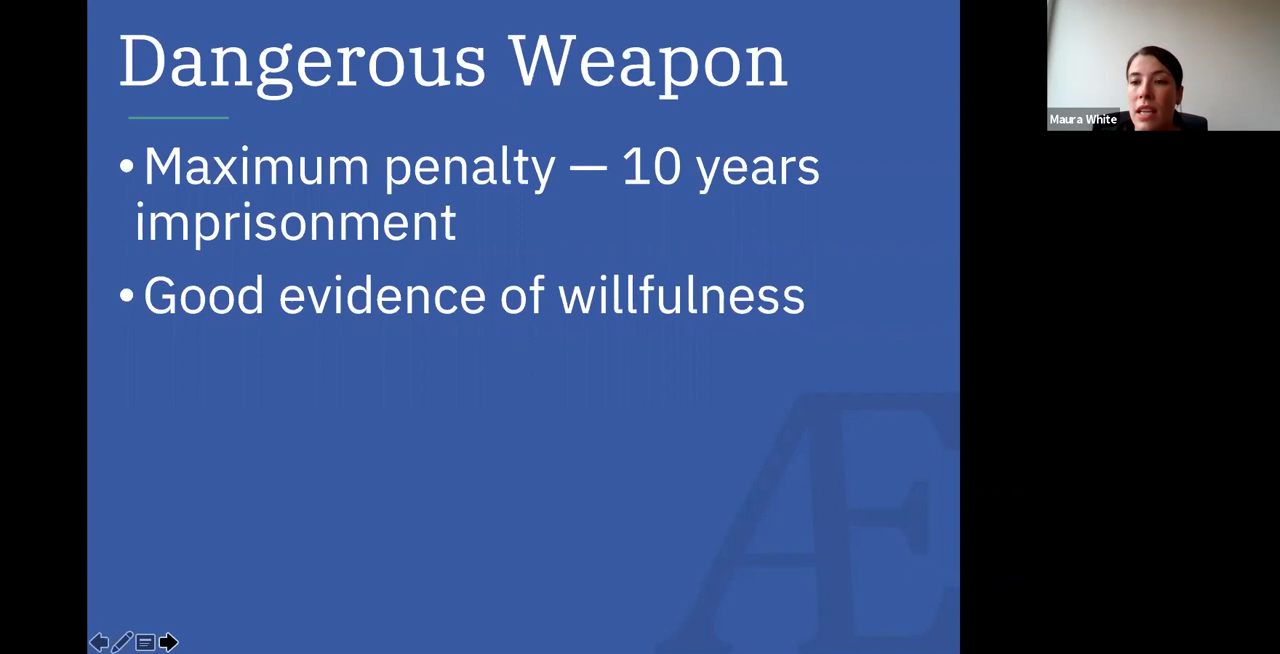 Dangerous Weapon
• Maximum penalty — 10 years
imprisonment
• Good evidence of willfulness
Æ
Maura White